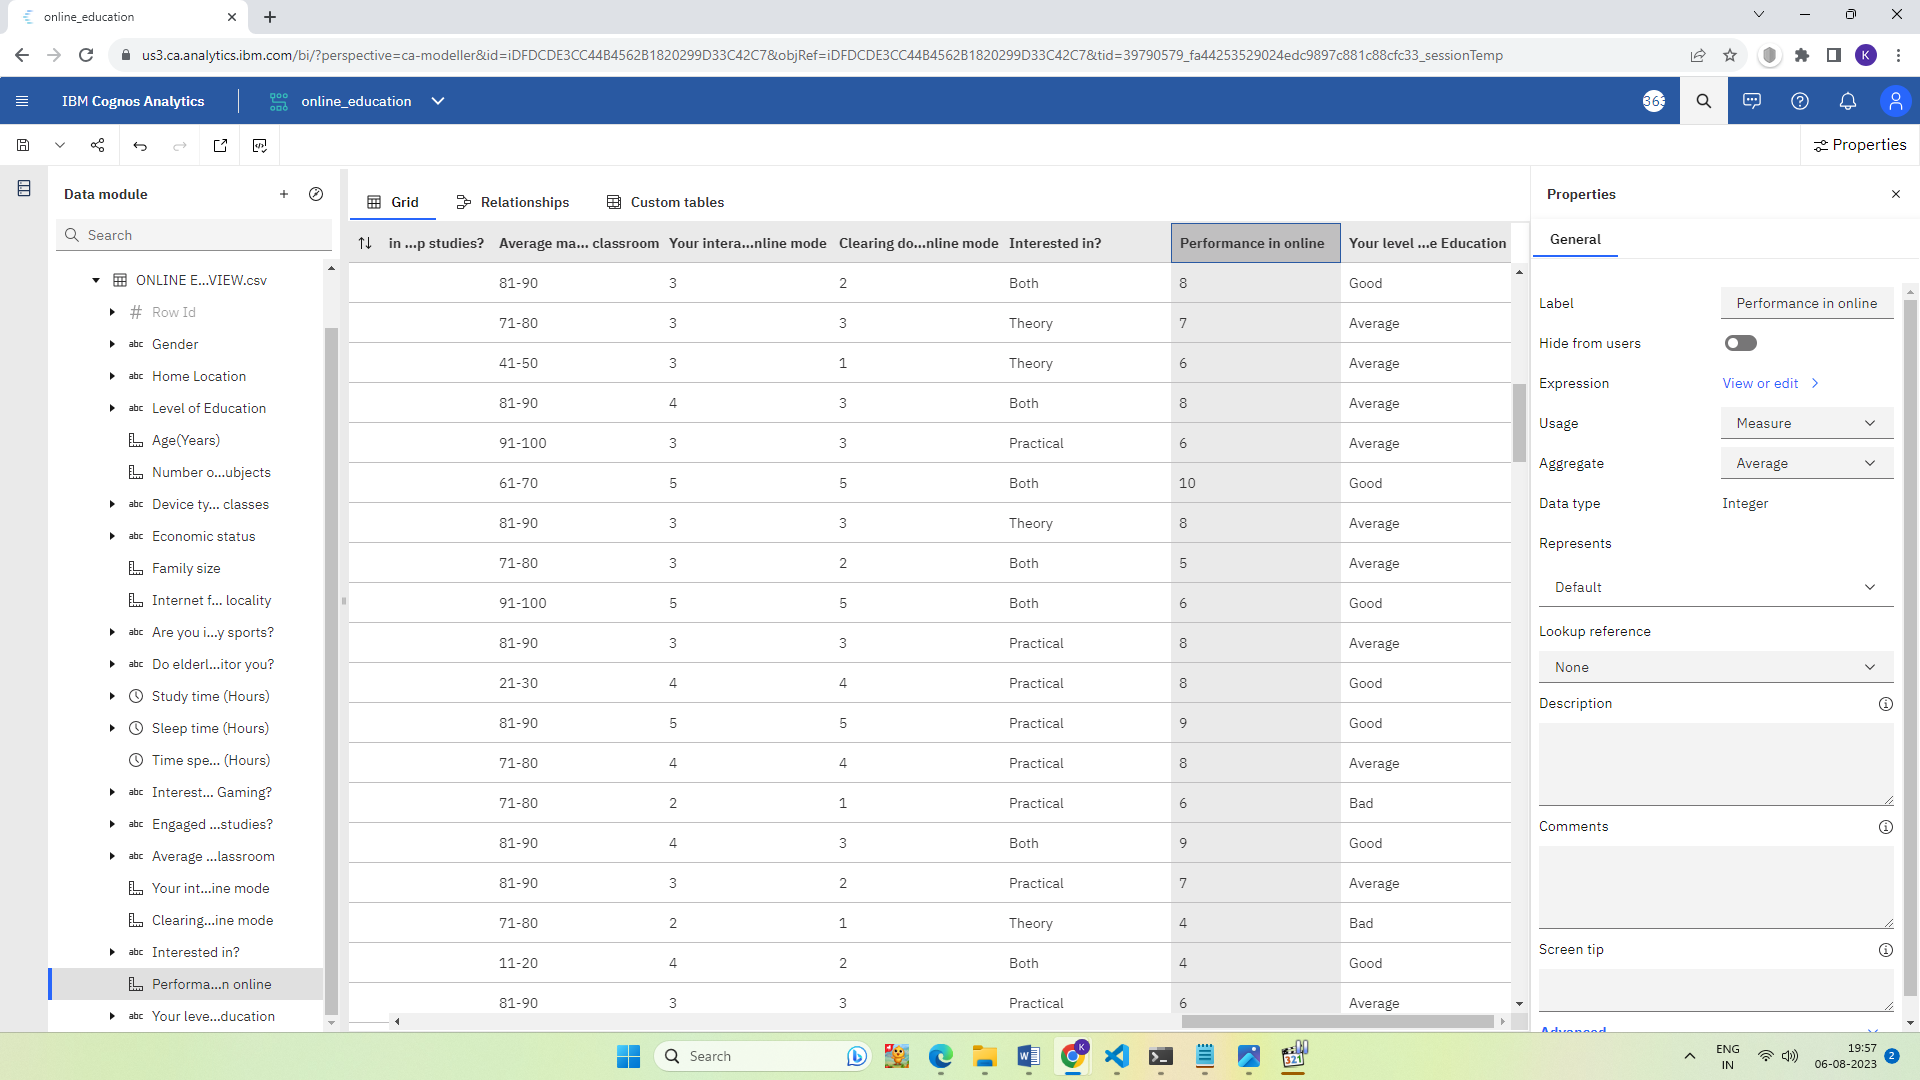 online_education
us3.ca.analytics.ibm.com/bi/?perspective=ca-modeller&id=iDFDCDE3CC44B4562B1820299D33C42C7&objRef=iDFDCDE3CC44B4562B1820299D33C42C7&tid=39790579_fa44253529024edc9897c881c88cfc33_sessionTemp
K
IBM Cognos Analytics
online_education
363
Properties
Data module
Search
ONLINE E...VIEW.csv
# Row Id
abc Gender
abc Home Location
abc Level of Education
Age(Years)
Number o...ubjects
abc Device ty... classes
abc Economic status
Family size
Internet f... locality
abc Are you i...y sports?
abc Do elderl...itor you?
Study time (Hours)
Sleep time (Hours)
Time spe... (Hours)
abc Interest... Gaming?
abc Engaged ...studies?
abc Average ...lassroom
Your int...ine mode
Clearing...ine mode
abc Interested in?
Performa...n online
abc Your leve...ducation
Grid
Relationships
Custom tables
in ...p studies? Average ma... classroom Your intera...nline mode Clearing do...nline mode Interested in? Performance in online Your level ...e Education
81-90 3 2 Both 8 Good
71-80 3 3 Theory 7 Average
41-50 3 1 Theory 6 Average
81-90 4 3 Both 8 Average
91-100 3 3 Practical 6 Average
61-70 5 5 Both 10 Good
81-90 3 3 Theory 8 Average
71-80 3 2 Both 5 Average
91-100 5 5 Both 6 Good
81-90 3 3 Practical 8 Average
21-30 4 4 Practical 8 Good
81-90 5 5 Practical 9 Good
71-80 4 4 Practical 8 Average
71-80 2 1 Practical 6 Bad
81-90 4 3 Both 9 Good
81-90 3 2 Practical 7 Average
71-80 2 1 Theory 4 Bad
11-20 4 2 Both 4 Good
81-90 3 3 Practical 6 Average
Properties
General
Label Performance in online
Hide from users
Expression View or edit
Usage Measure
Aggregate Average
Data type Integer
Represents
Default
Lookup reference
None
Description
Comments
Screen tip
Advanced
Search
K
321
ENG
IN
19:57
06-08-2023
2